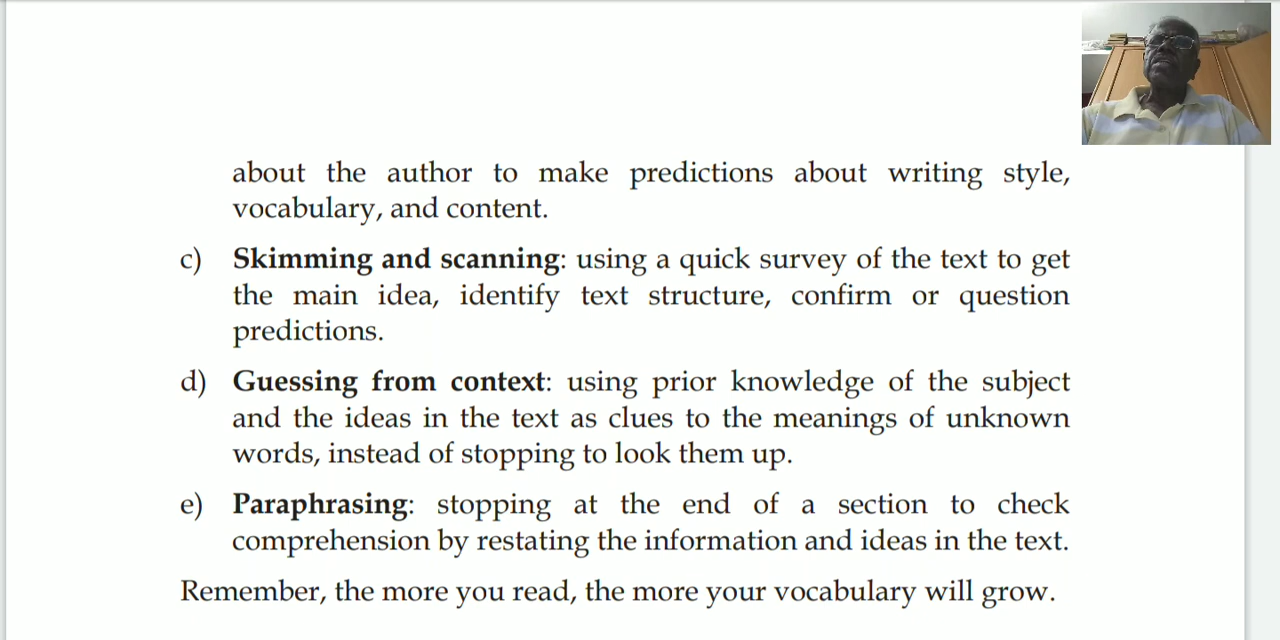 about the author to make predictions about writing style,
vocabulary, and content.
c) Skimming and scanning: using a quick survey of the text to get
the main idea, identify text structure, confirm or question
predictions.
d) Guessing from context: using prior knowledge of the subject
and the ideas in the text as clues to the meanings of unknown
words, instead of stopping to look them up.
e) Paraphrasing: stopping at the end of a section to check
comprehension by restating the information and ideas in the text.
Remember, the more you read, the more your vocabulary will grow.